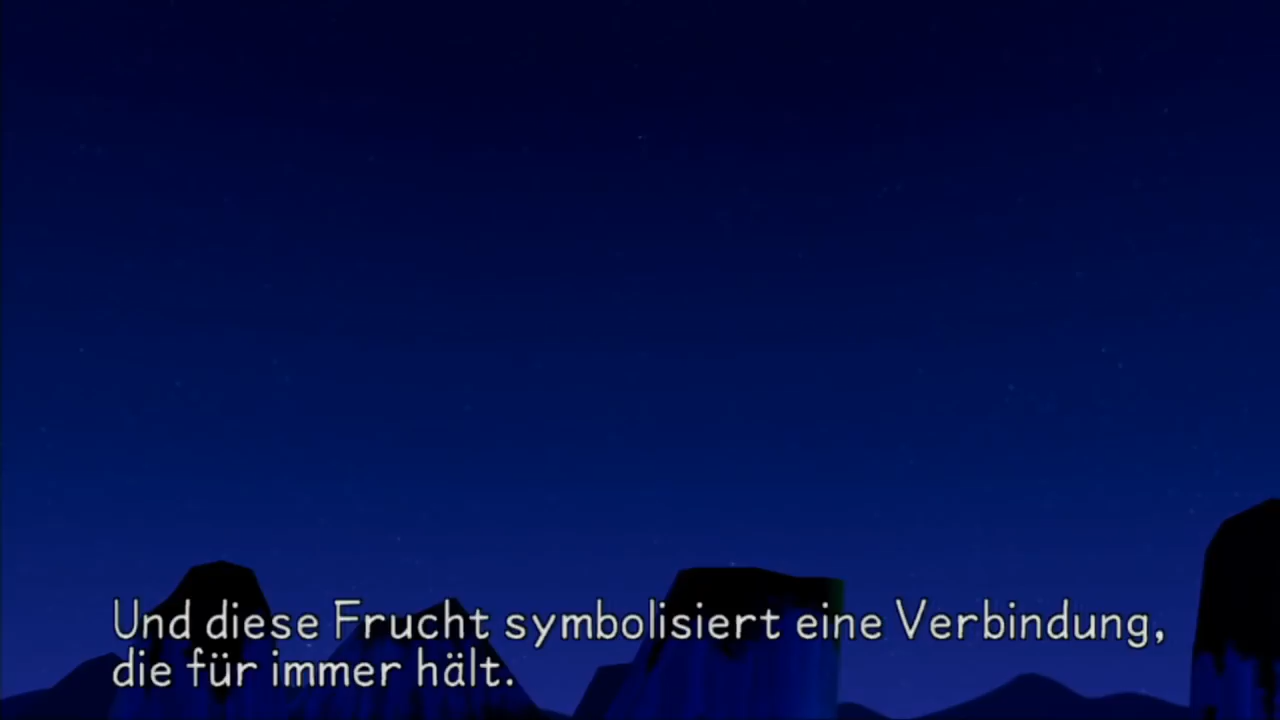 Und diese Frucht symbolisiert eine Verbindung,
die für immer hält.